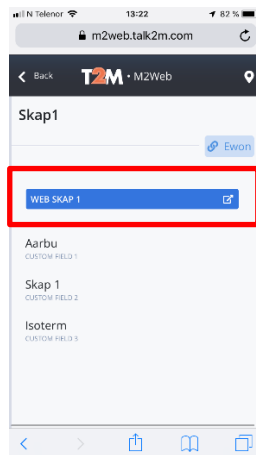 N Telenor 13:22 82 %
m2web.talk2m.com
Back T2M • M2Web
Skap1
Ewon
WEB SKAP 1
Aarbu
CUSTOM FIELD 1
Skap 1
CUSTOM FIELD 2
Isoterm
CUSTOM FIELD 3